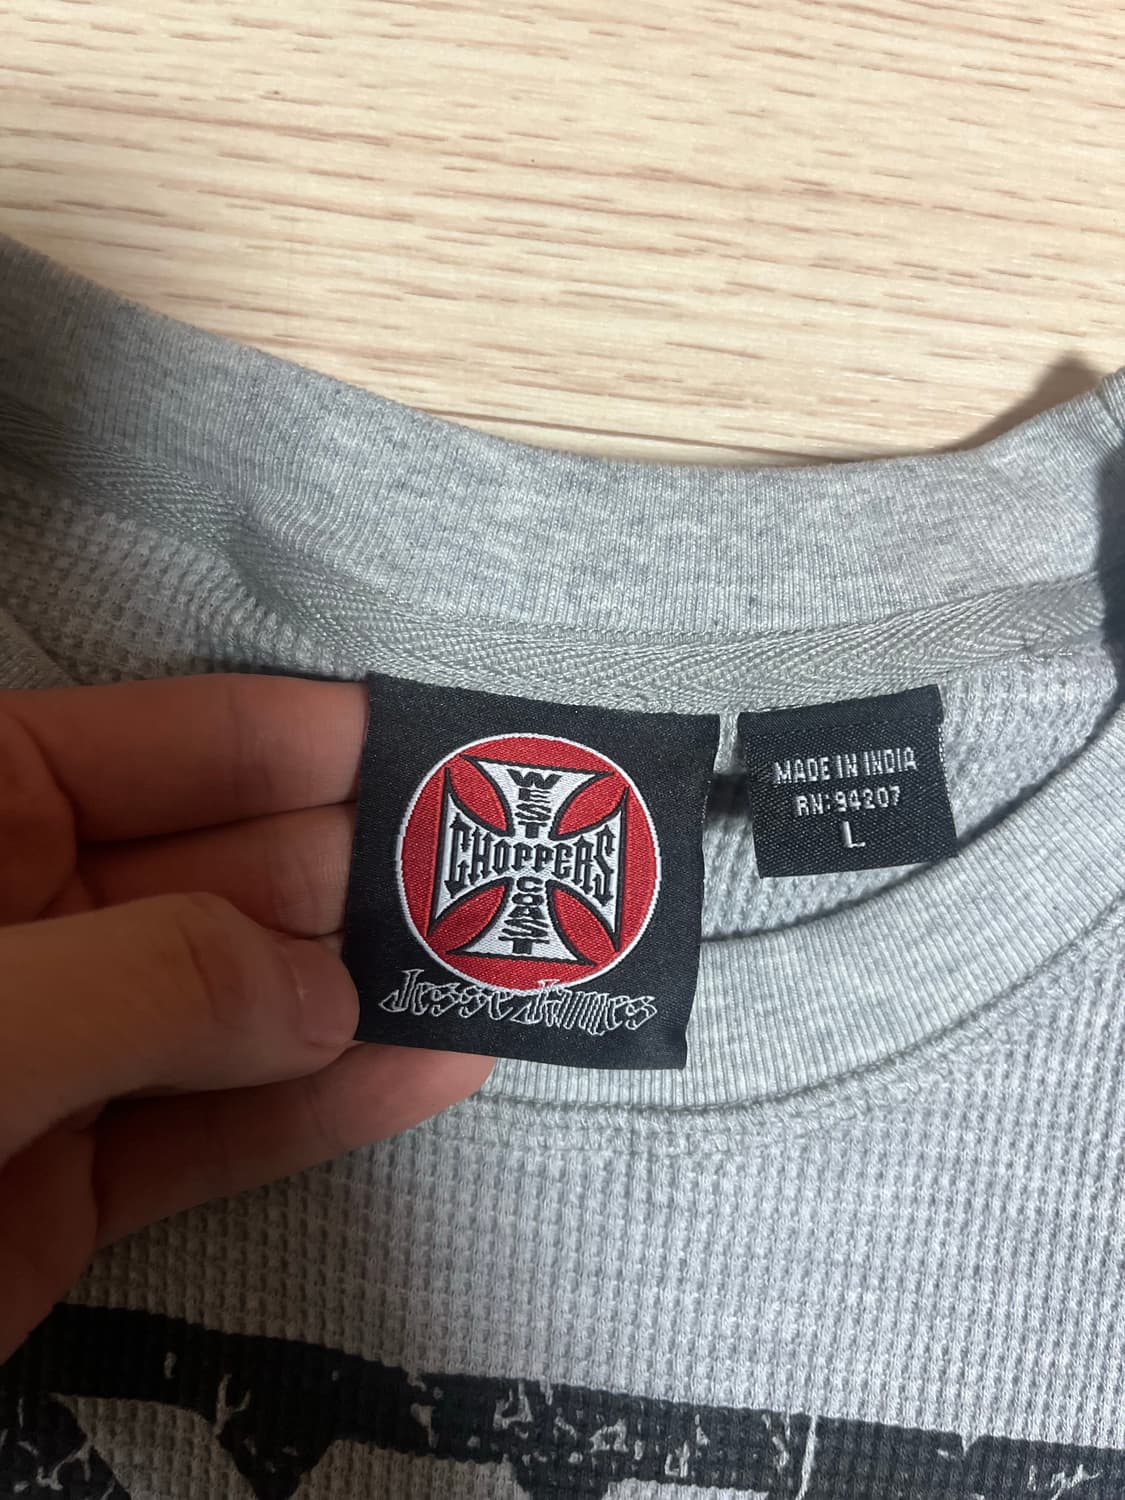 WEST
CHOPPERS
COAST
Jesse James
MADE IN INDIA
RN: 94207
L